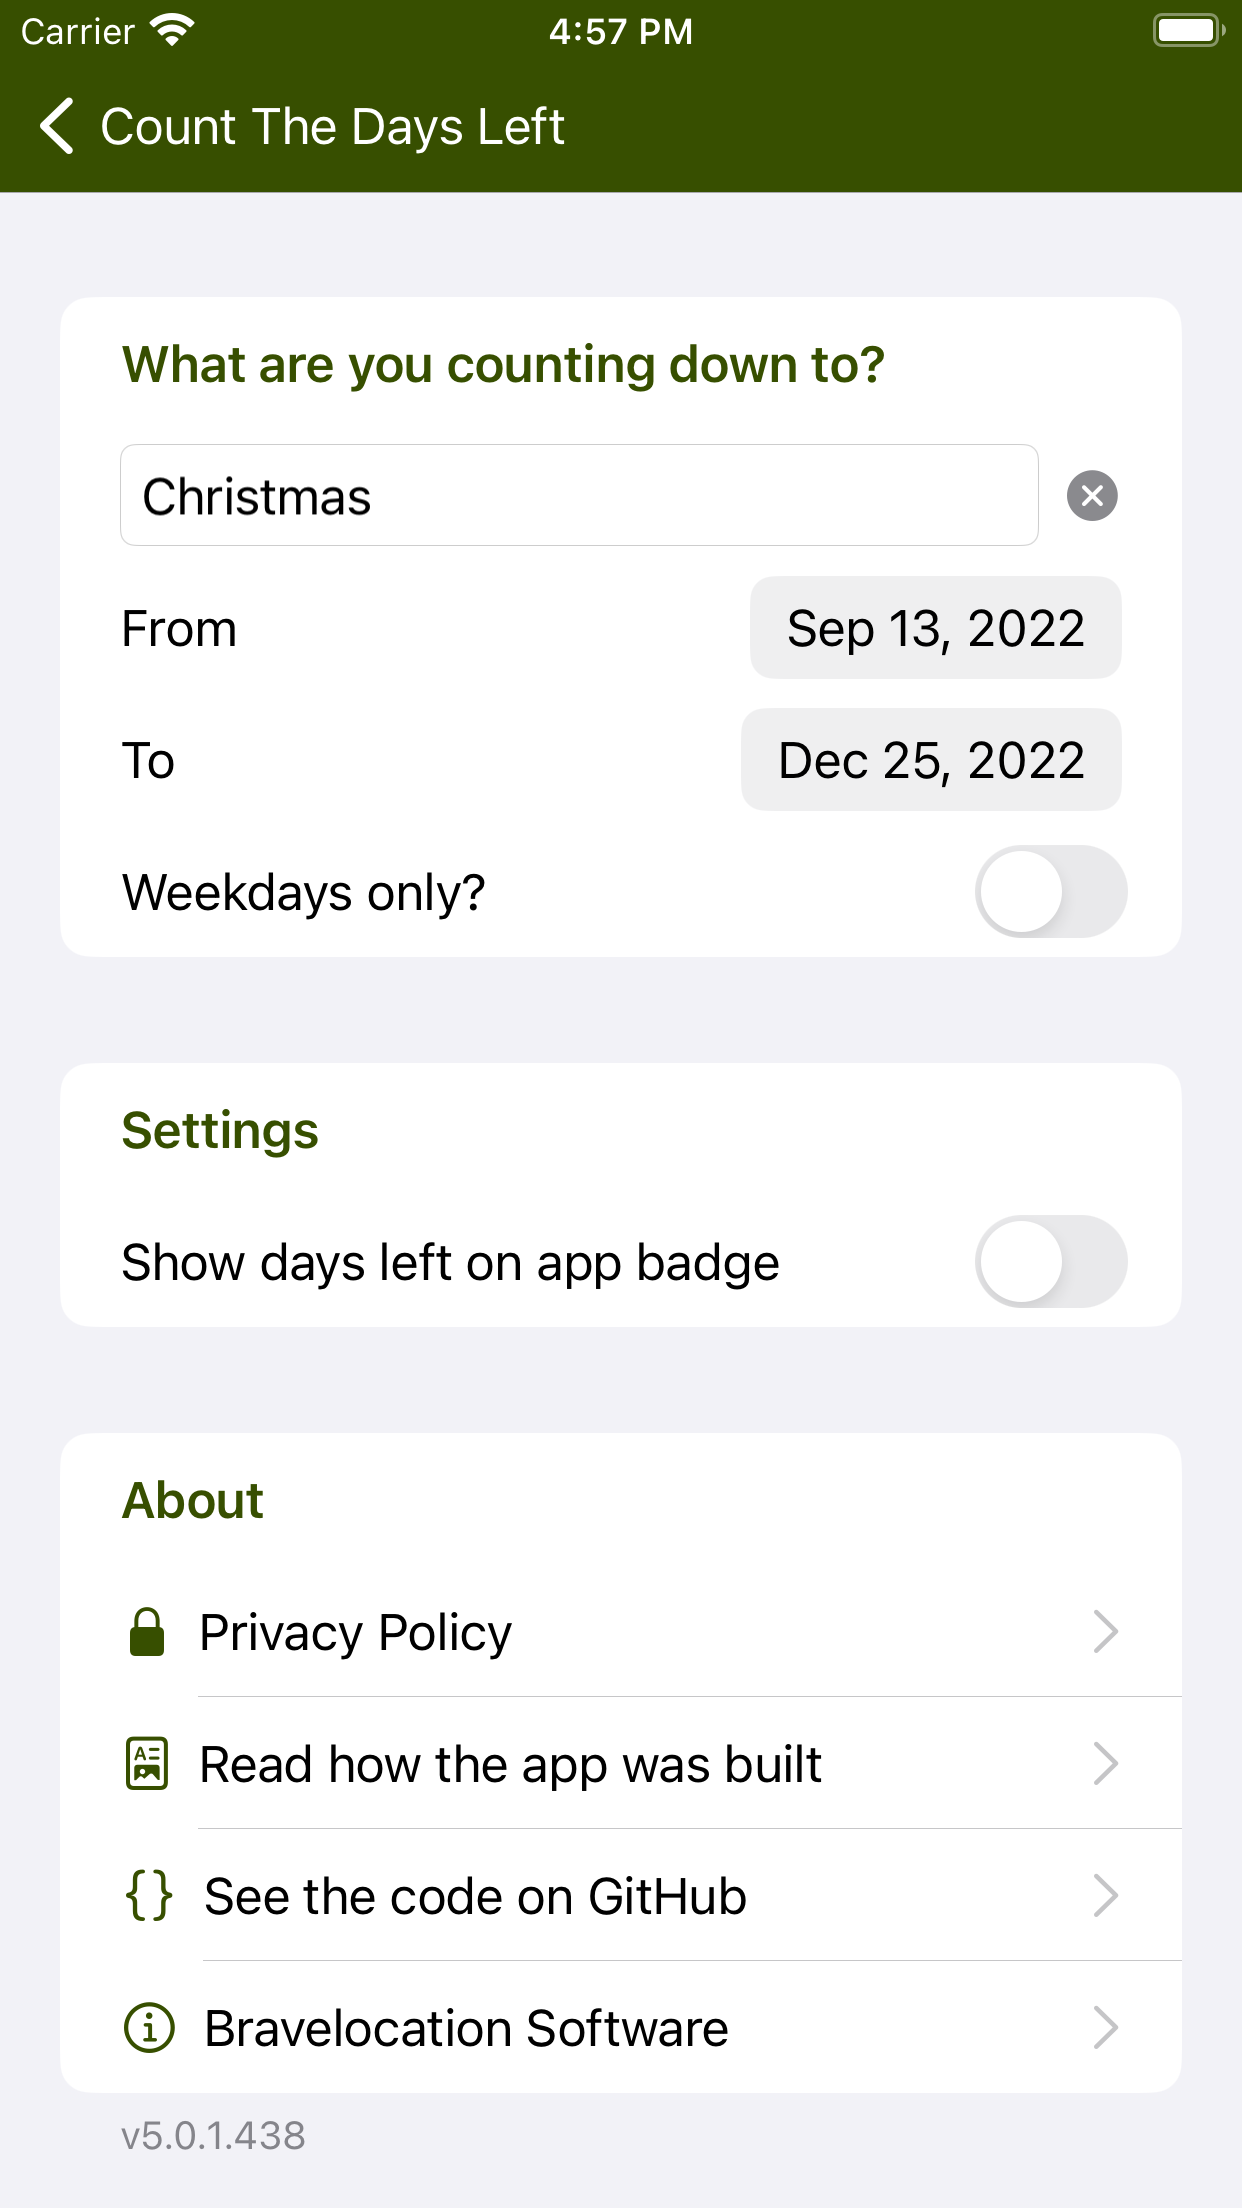 Carrier 4:57 PM
Count The Days Left
What are you counting down to?
Christmas
From Sep 13, 2022
To Dec 25, 2022
Weekdays only?
Settings
Show days left on app badge
About
Privacy Policy
Read how the app was built
See the code on GitHub
Bravelocation Software
v5.0.1.438